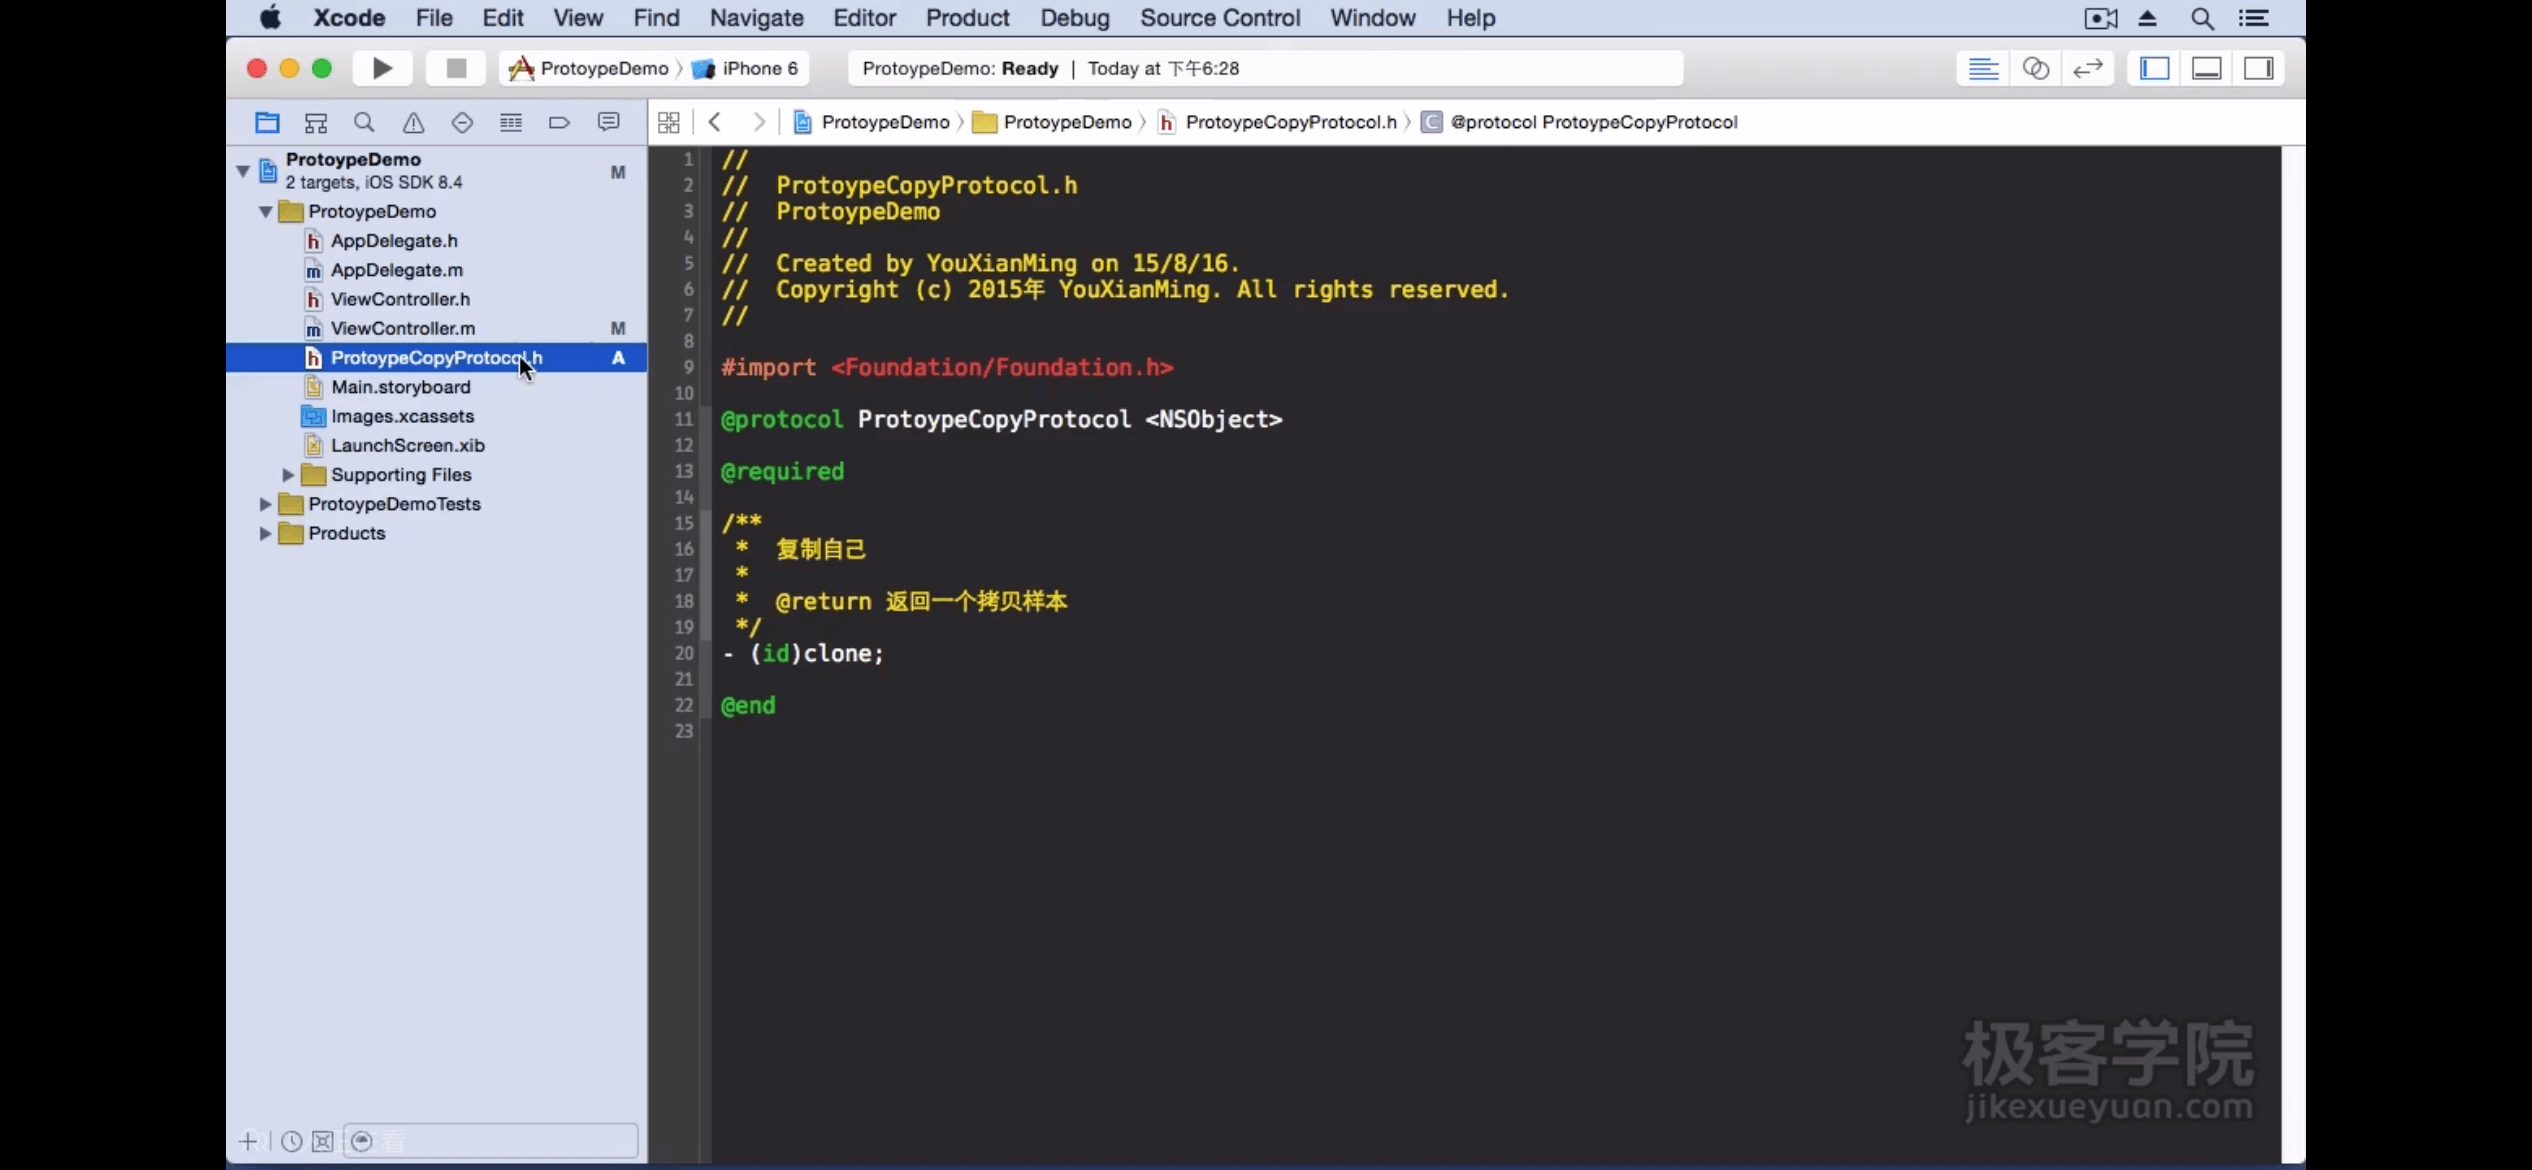 Xcode File Edit View Find Navigate Editor Product Debug Source Control Window Help
ProtoypeDemo iPhone 6 ProtoypeDemo: Ready | Today at 下午6:28
ProtoypeDemo ProtoypeDemo h ProtoypeCopyProtocol.h C @protocol ProtoypeCopyProtocol
ProtoypeDemo
2 targets, iOS SDK 8.4 M
ProtoypeDemo
h AppDelegate.h
m AppDelegate.m
h ViewController.h
m ViewController.m M
h ProtoypeCopyProtocol.h A
Main.storyboard
Images.xcassets
LaunchScreen.xib
Supporting Files
ProtoypeDemoTests
Products
1 //
2 // ProtoypeCopyProtocol.h
3 // ProtoypeDemo
4 //
5 // Created by YouXianMing on 15/8/16.
6 // Copyright (c) 2015年 YouXianMing. All rights reserved.
7 //
8
9 #import <Foundation/Foundation.h>
10
11 @protocol ProtoypeCopyProtocol <NSObject>
12
13 @required
14
15 /**
16 * 复制自己
17 *
18 * @return 返回一个拷贝样本
19 */
20 - (id)clone;
21
22 @end
23
极客学院
jikexueyuan.com